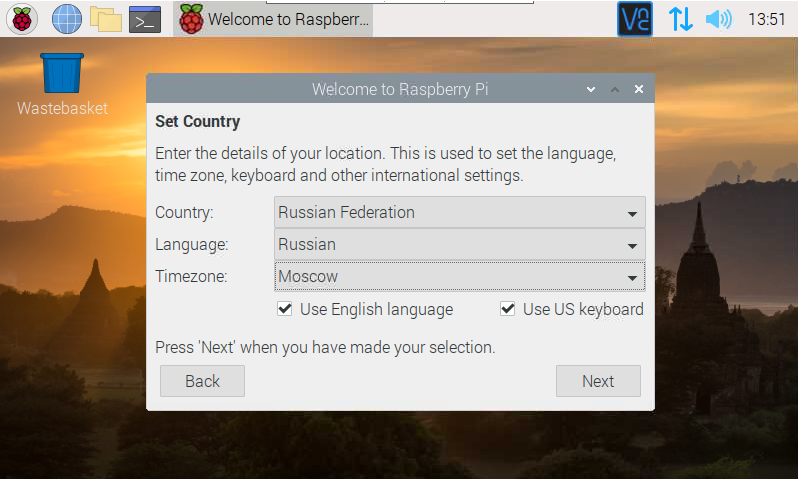 Welcome to Raspberr...
13:51
Wastebasket
Welcome to Raspberry Pi
Set Country
Enter the details of your location. This is used to set the language,
time zone, keyboard and other international settings.
Country: Russian Federation
Language: Russian
Timezone: Moscow
Use English language Use US keyboard
Press 'Next' when you have made your selection.
Back Next